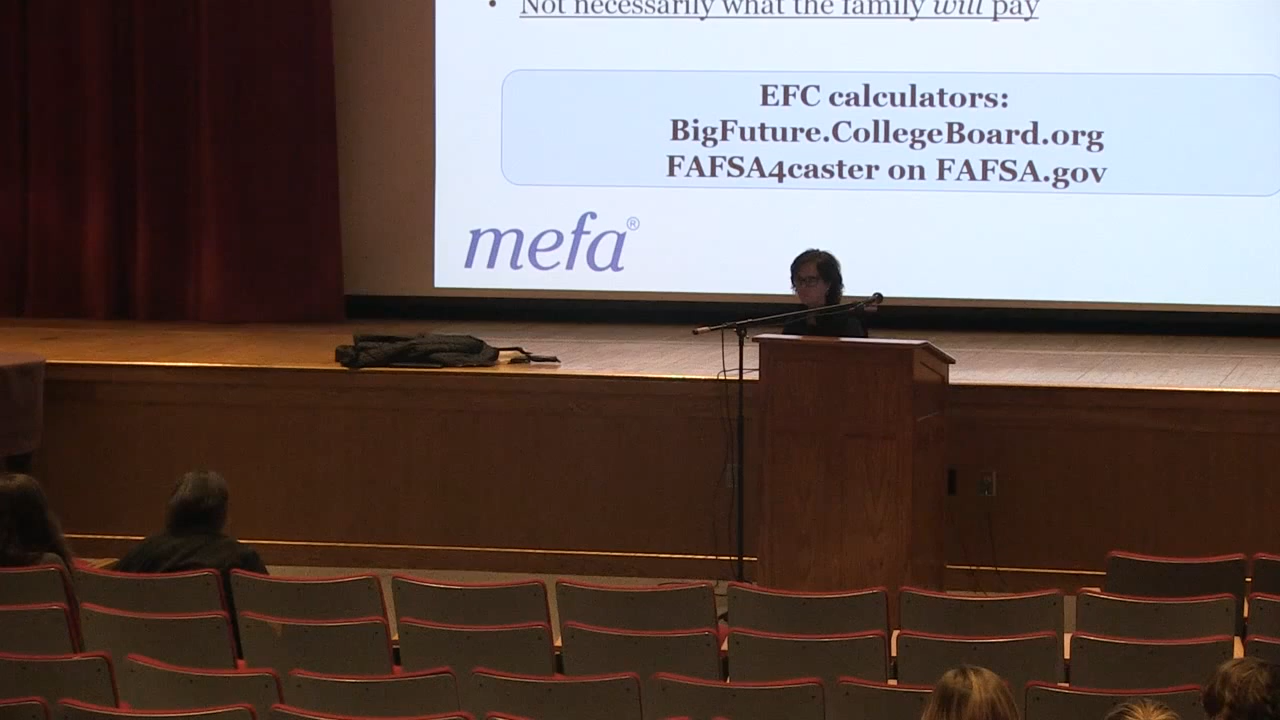 • Not necessarily what the family will pay
EFC calculators:
BigFuture.CollegeBoard.org
FAFSA4caster on FAFSA.gov
mefa®